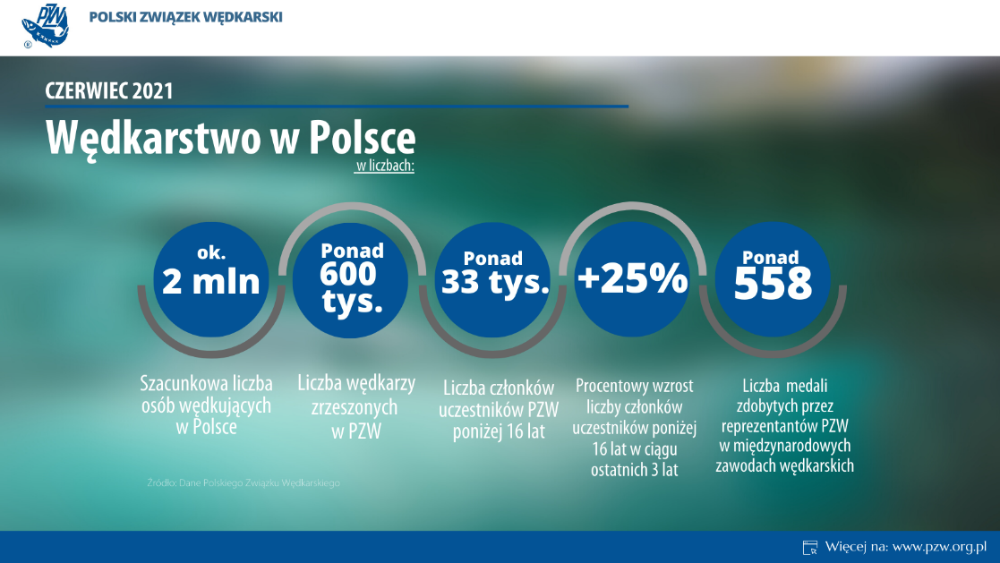 PZW
®
POLSKI ZWIĄZEK WĘDKARSKI
CZERWIEC 2021
Wędkarstwo w Polsce
w liczbach:
ok.
2 mln
Szacunkowa liczba
osób wędkujących
w Polsce
Ponad
600
tys.
Liczba wędkarzy
zrzeszonych
w PZW
Ponad
33 tys.
Liczba członków
uczestników PZW
poniżej 16 lat
+25%
Procentowy wzrost
liczby członków
uczestników poniżej
16 lat w ciągu
ostatnich 3 lat
Ponad
558
Liczba medali
zdobytych przez
reprezentantów PZW
w międzynarodowych
zawodach wędkarskich
Źródło: Dane Polskiego Związku Wędkarskiego
Więcej na: www.pzw.org.pl